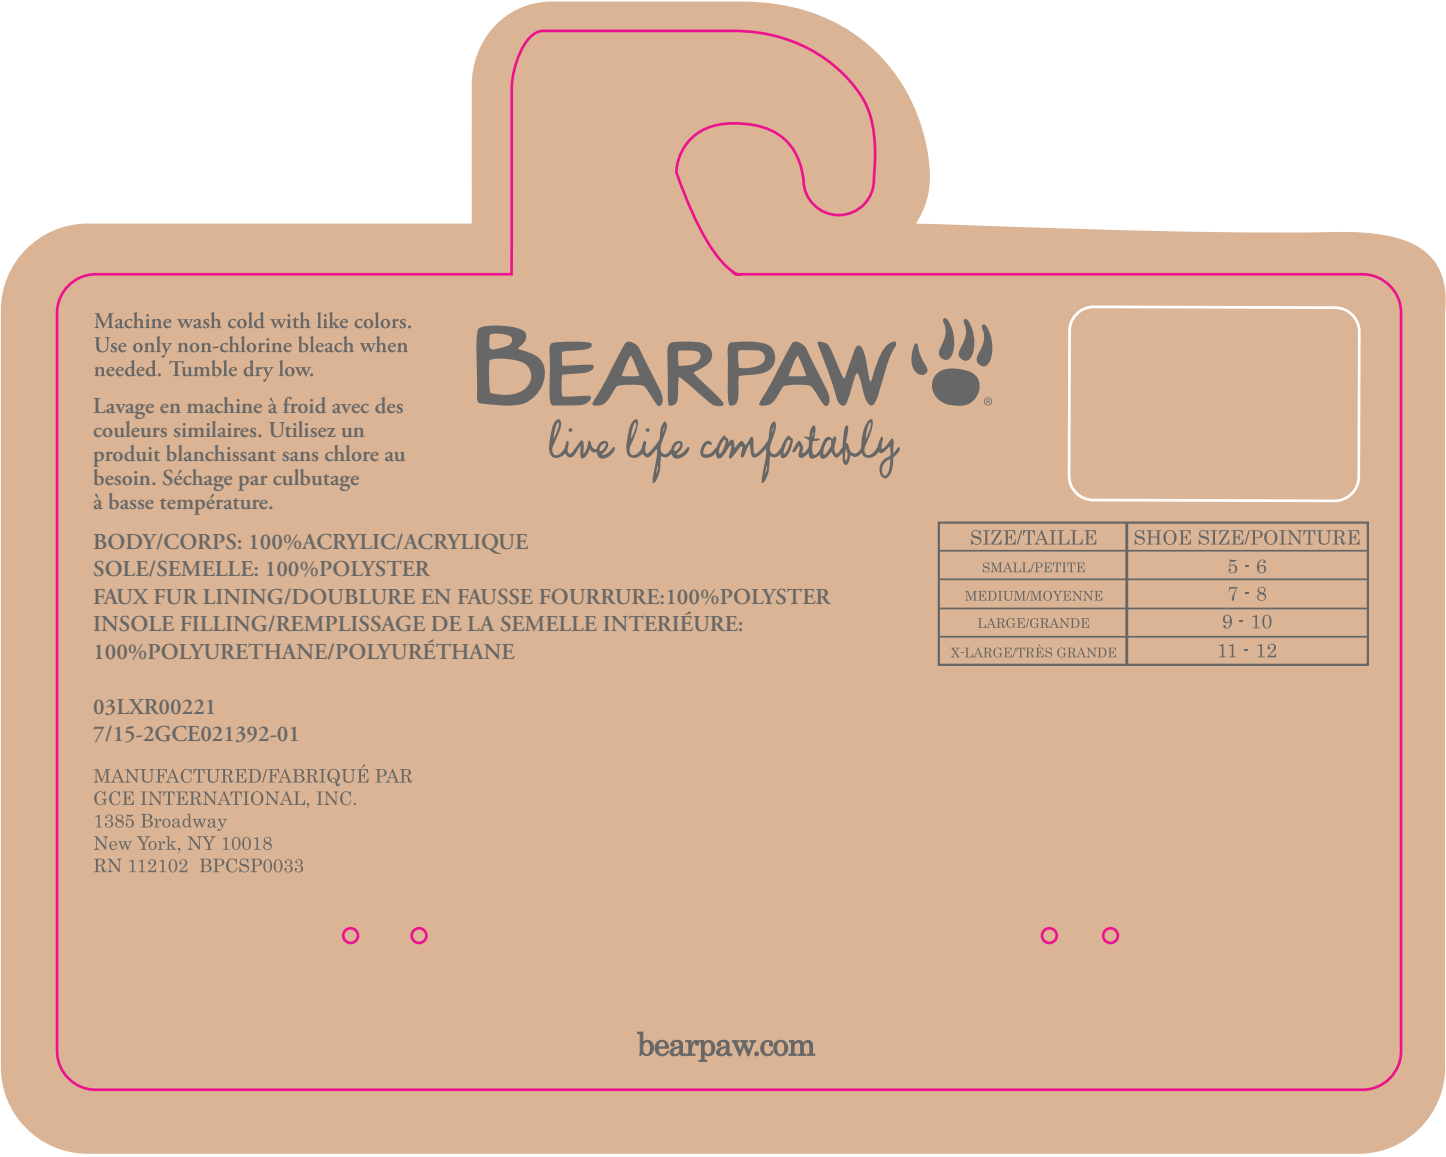 Machine wash cold with like colors.
Use only non-chlorine bleach when
needed. Tumble dry low.
Lavage en machine à froid avec des
couleurs similaires. Utilisez un
produit blanchissant sans chlore au
besoin. Séchage par culbutage
à basse température.
BEARPAW®
live life comfortably
BODY/CORPS: 100%ACRYLIC/ACRYLIQUE
SOLE/SEMELLE: 100%POLYSTER
FAUX FUR LINING/DOUBLURE EN FAUSSE FOURRURE:100%POLYSTER
INSOLE FILLING/REMPLISSAGE DE LA SEMELLE INTERIÉURE:
100%POLYURETHANE/POLYURÉTHANE
SIZE/TAILLE SHOE SIZE/POINTURE
SMALL/PETITE 5 - 6
MEDIUM/MOYENNE 7 - 8
LARGE/GRANDE 9 - 10
X-LARGE/TRÈS GRANDE 11 - 12
03LXR00221
7/15-2GCE021392-01
MANUFACTURED/FABRIQUÉ PAR
GCE INTERNATIONAL, INC.
1385 Broadway
New York, NY 10018
RN 112102 BPCSP0033
bearpaw.com